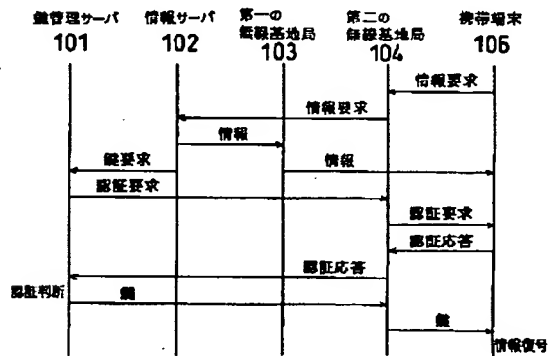 鍵管理サーバ
101
情報サーバ
102
第一の
無線基地局
103
第二の
無線基地局
104
携帯端末
106
情報要求
情報要求
情報
鍵要求
情報
認証要求
認証要求
認証応答
認証応答
認証判断
鍵
鍵
情報復号